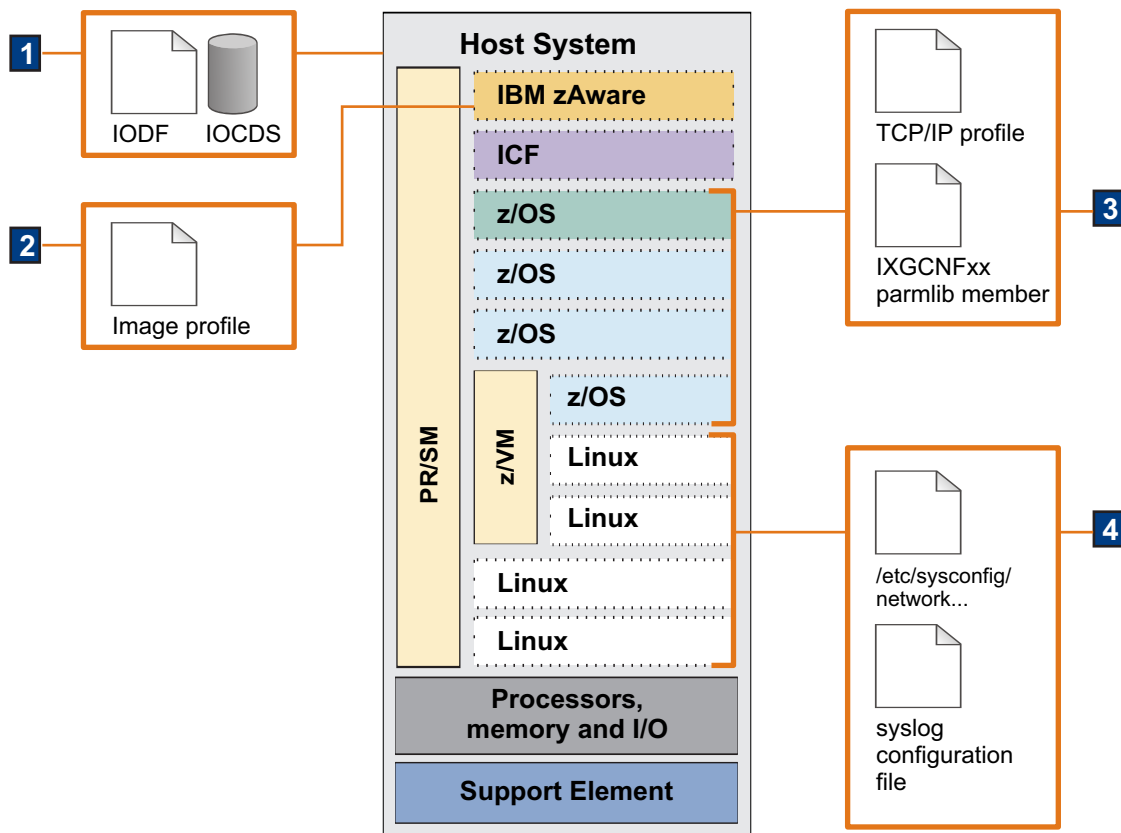 1
IODF
IOCDS
2
Image profile
Host System
PR/SM
IBM zAware
ICF
z/OS
z/OS
z/OS
z/VM
z/OS
Linux
Linux
Linux
Linux
Processors,
memory and I/O
Support Element
TCP/IP profile
IXGCNFxx
parmlib member
3
/etc/sysconfig/
network...
syslog
configuration
file
4